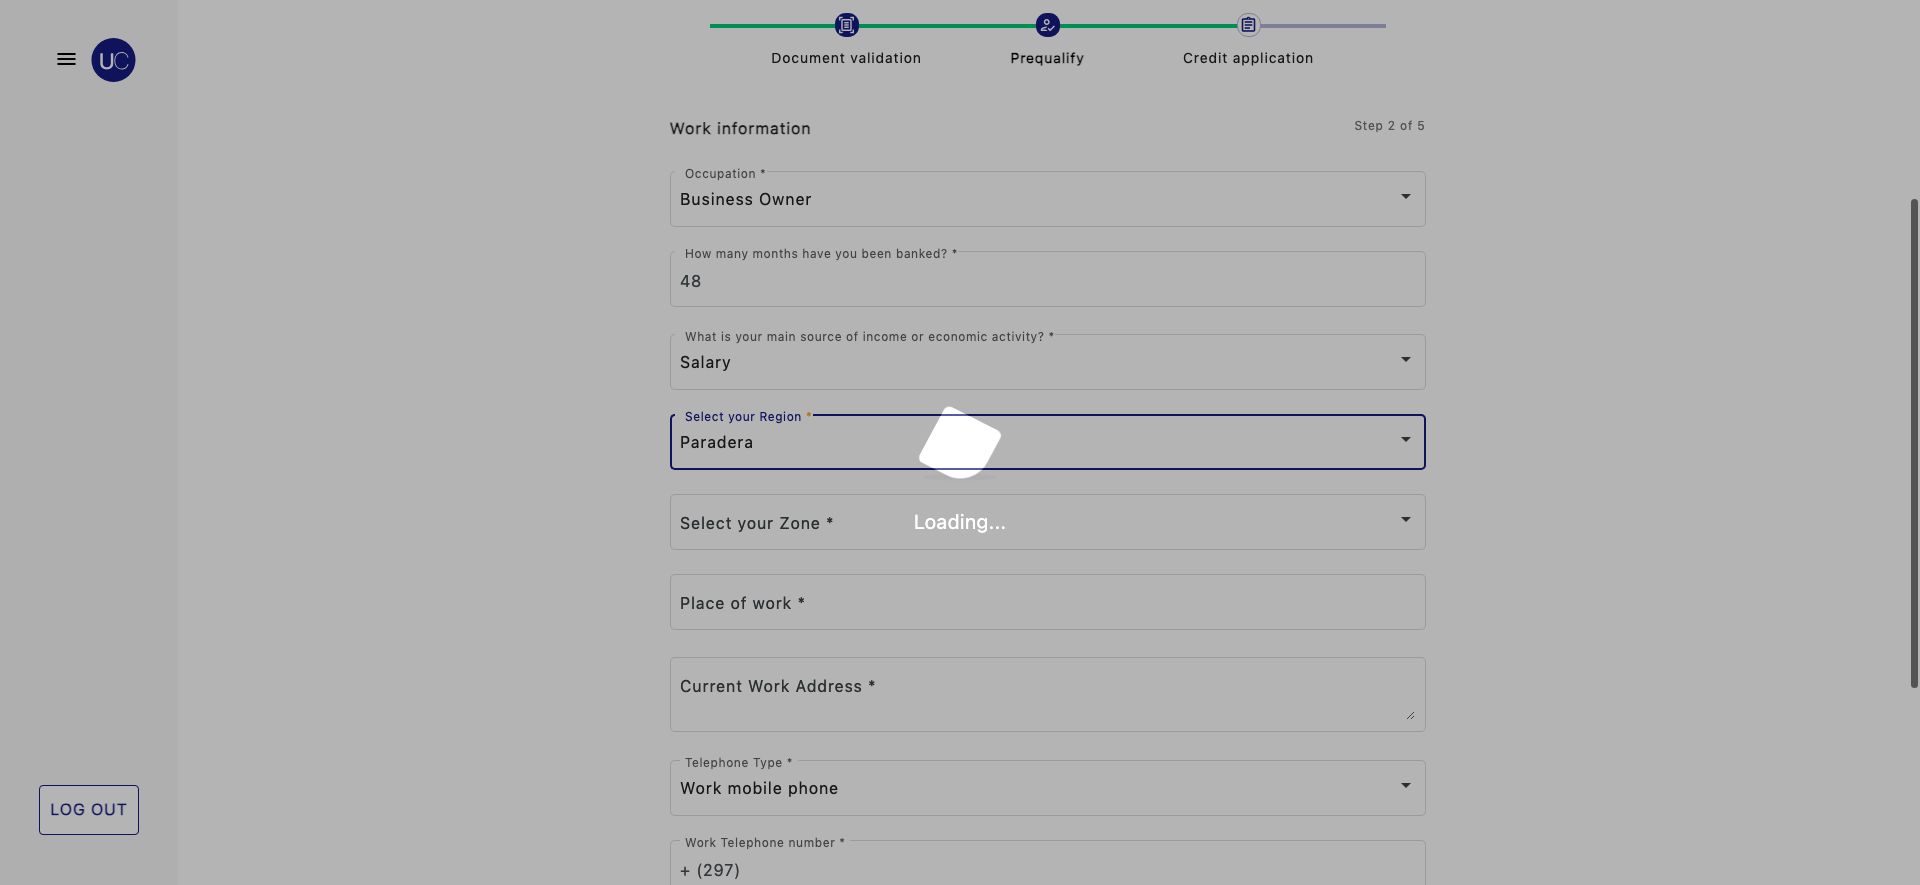 UC
Document validation
Prequalify
Credit application
Work information
Step 2 of 5
Occupation *
Business Owner
How many months have you been banked? *
48
What is your main source of income or economic activity? *
Salary
Select your Region *
Paradera
Select your Zone *
Loading...
Place of work *
Current Work Address *
Telephone Type *
Work mobile phone
LOG OUT
Work Telephone number *
+ (297)